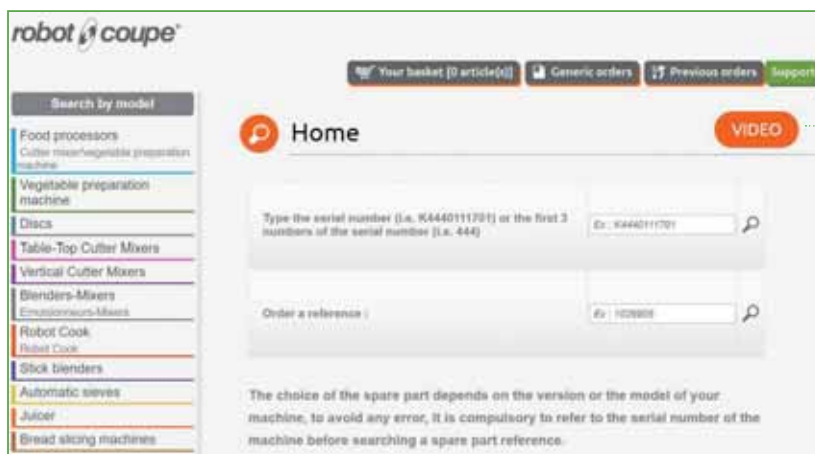 robot coupe
Your basket [0 article(s)]
Generic orders
Previous orders
Support
Search by model
Food processors
Cutter mixer/vegetable preparation
machine
Vegetable preparation
machine
Discs
Table-Top Cutter Mixers
Vertical Cutter Mixers
Blenders-Mixers
Emulsionneurs-Mixers
Robot Cook
Robot Cook
Stick blenders
Automatic sieves
Juicer
Bread slicing machines
Home
VIDEO
Type the serial number (i.e. K4440111701) or the first 3
numbers of the serial number (i.e. 444)
Ex : K4440111701
Order a reference :
Ex :
The choice of the spare part depends on the version or the model of your
machine, to avoid any error, it is compulsory to refer to the serial number of the
machine before searching a spare part reference.